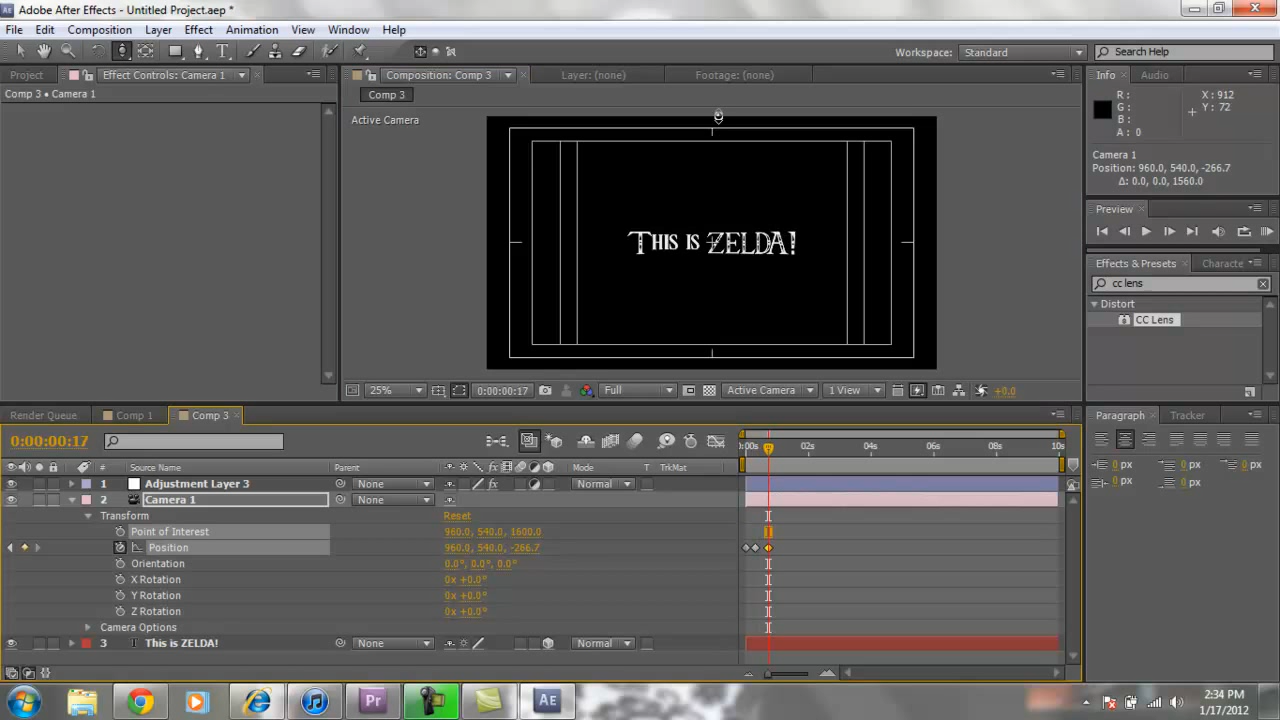 Adobe After Effects - Untitled Project.aep *
File Edit Composition Layer Effect Animation View Window Help
Workspace: Standard Search Help
Project Effect Controls: Camera 1 Composition: Comp 3 Layer: (none) Footage: (none) Info Audio
Comp 3 • Camera 1
Comp 3
R :
G :
B :
A : 0
X : 912
Y : 72
Active Camera
This is ZELDA!
Camera 1
Position: 960.0, 540.0, -266.7
Δ: 0.0, 0.0, 1560.0
Preview
Effects & Presets Characte
cc lens
Distort
CC Lens
25% 0:00:00:17 Full Active Camera 1 View +0.0
Render Queue Comp 1 Comp 3
Paragraph Tracker
0:00:00:17
0:00s 02s 04s 06s 08s 10s
# Source Name Parent Mode T TrkMat
0 px 0 px 0 px
0 px 0 px
1 Adjustment Layer 3 None fx Normal
2 Camera 1 None
Transform Reset
Point of Interest 960.0, 540.0, 1600.0
Position 960.0, 540.0, -266.7
Orientation 0.0°, 0.0°, 0.0°
X Rotation 0x +0.0°
Y Rotation 0x +0.0°
Z Rotation 0x +0.0°
Camera Options
3 T This is ZELDA! None Normal
Pr AE
2:34 PM
1/17/2012